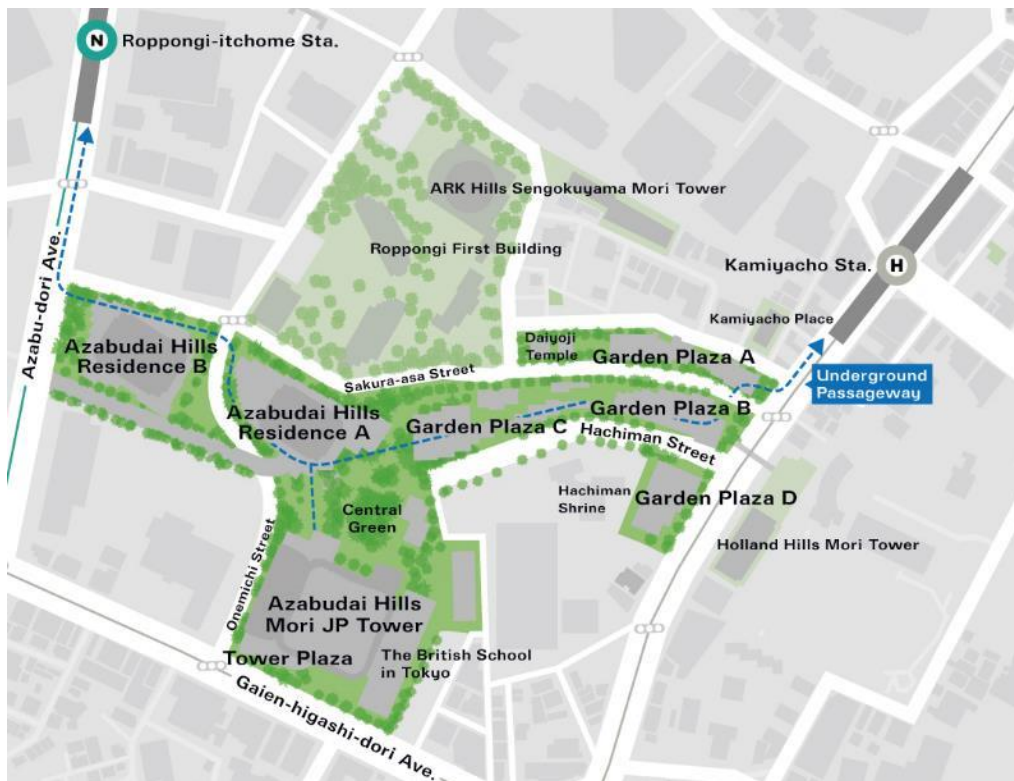 N Roppongi-itchome Sta.
ARK Hills Sengokuyama Mori Tower
Roppongi First Building
Kamiyacho Sta. H
Azabu-dori Ave.
Kamiyacho Place
Azabudai Hills
Residence B
Daiyoji
Temple
Garden Plaza A
Sakura-asa Street
Underground
Passageway
Azabudai Hills
Residence A
Garden Plaza C
Garden Plaza B
Hachiman Street
Central
Green
Hachiman
Shrine
Garden Plaza D
Holland Hills Mori Tower
Onemichi Street
Azabudai Hills
Mori JP Tower
Tower Plaza
The British School
in Tokyo
Gaien-higashi-dori Ave.